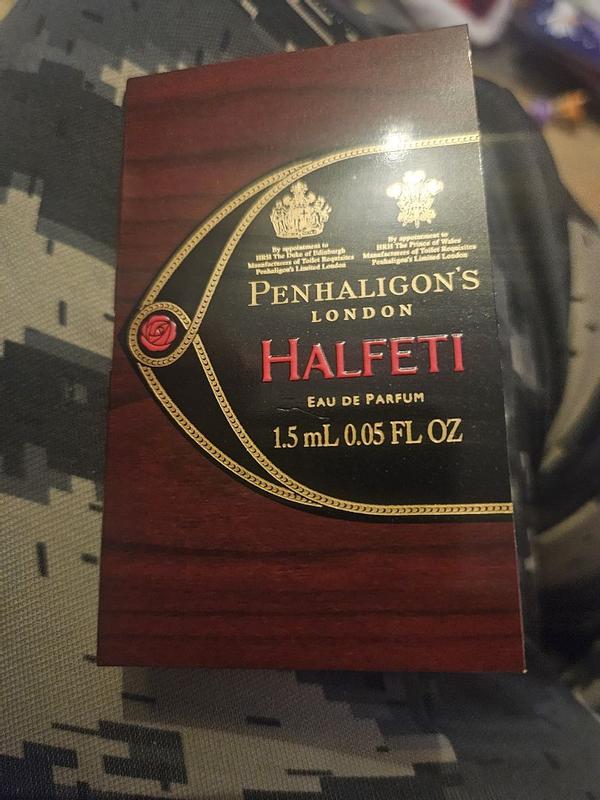 By appointment to
HRH The Duke of Edinburgh
Manufacturers of Toilet Requisites
Penhaligon's Limited London
By appointment to
HRH The Prince of Wales
Manufacturers of Toilet Requisites
Penhaligon's Limited London
PENHALIGON'S
LONDON
HALFETI
EAU DE PARFUM
1.5 mL 0.05 FL OZ